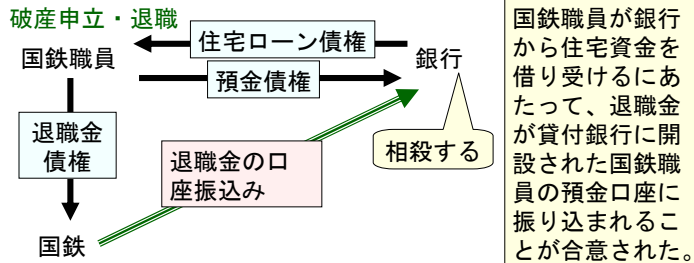 破産申立・退職
国鉄職員
住宅ローン債権
預金債権
銀行
退職金
債権
退職金の口
座振込み
相殺する
国鉄
国鉄職員が銀行
から住宅資金を
借り受けるにあ
たって、退職金
が貸付銀行に開
設された国鉄職
員の預金口座に
振り込まれるこ
とが合意された。